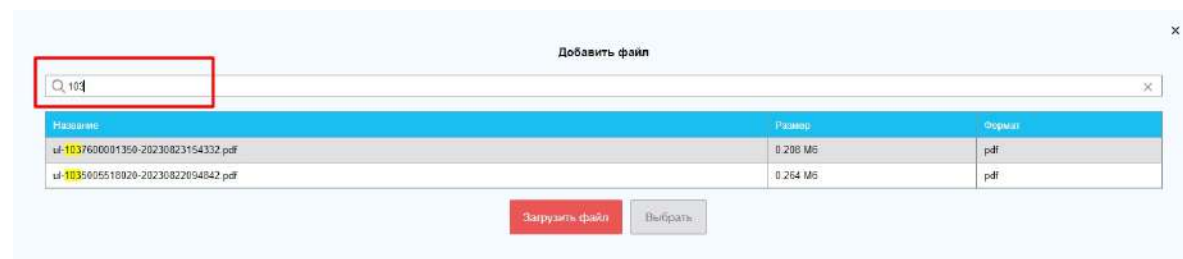 ×
Добавить файл
103 ×
Название Размер Формат
ul-1037600001350-20230823154332.pdf 0.208 Мб pdf
ul-1035005518020-20230822094842.pdf 0.264 Мб pdf
Загрузить файл Выбрать